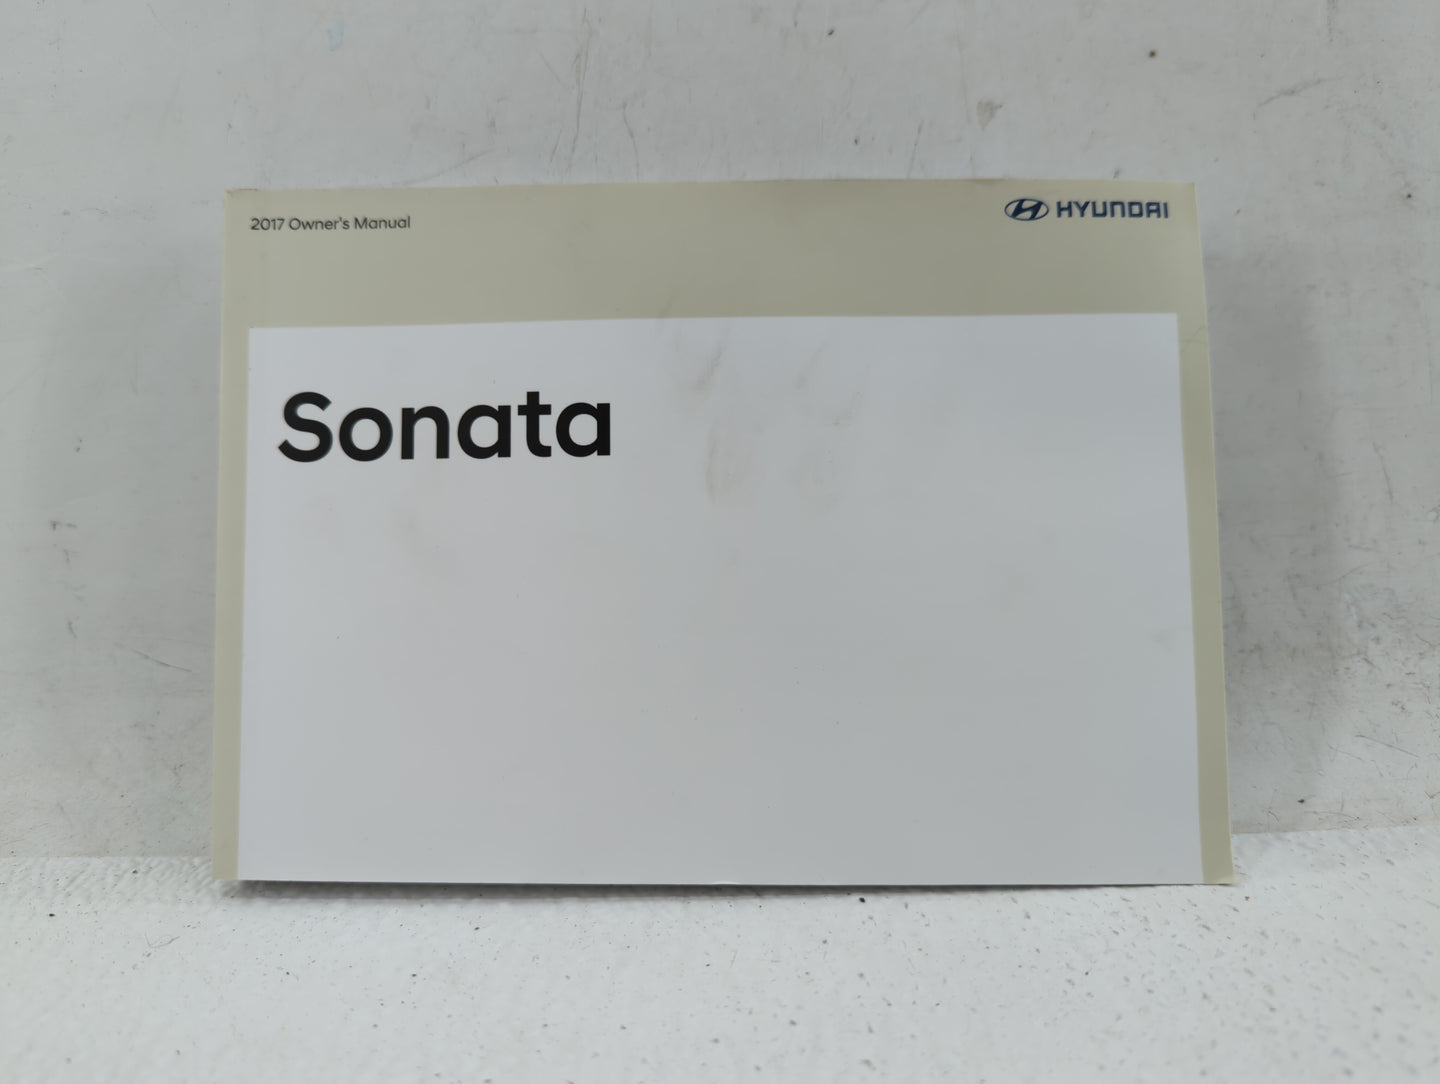 2017 Owner's Manual
HYUNDAI
Sonata